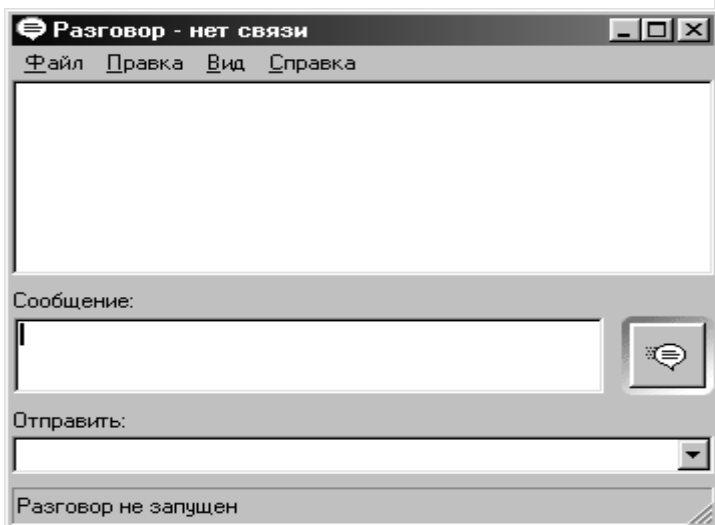 Разговор - нет связи
Файл Правка Вид Справка
Сообщение:
Отправить:
Разговор не запущен